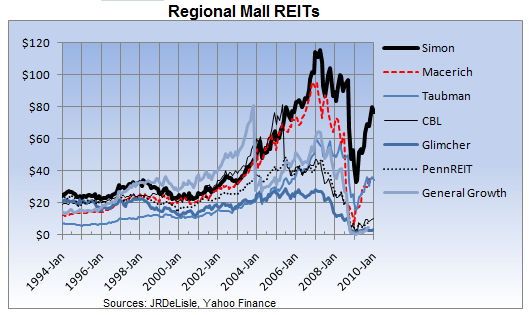 Regional Mall REITs
$120
$100
$80
$60
$40
$20
$0
1994-Jan
1996-Jan
1998-Jan
2000-Jan
2002-Jan
2004-Jan
2006-Jan
2008-Jan
2010-Jan
Simon
Macerich
Taubman
CBL
Glimcher
PennREIT
General Growth
Sources: JRDeLisle, Yahoo Finance